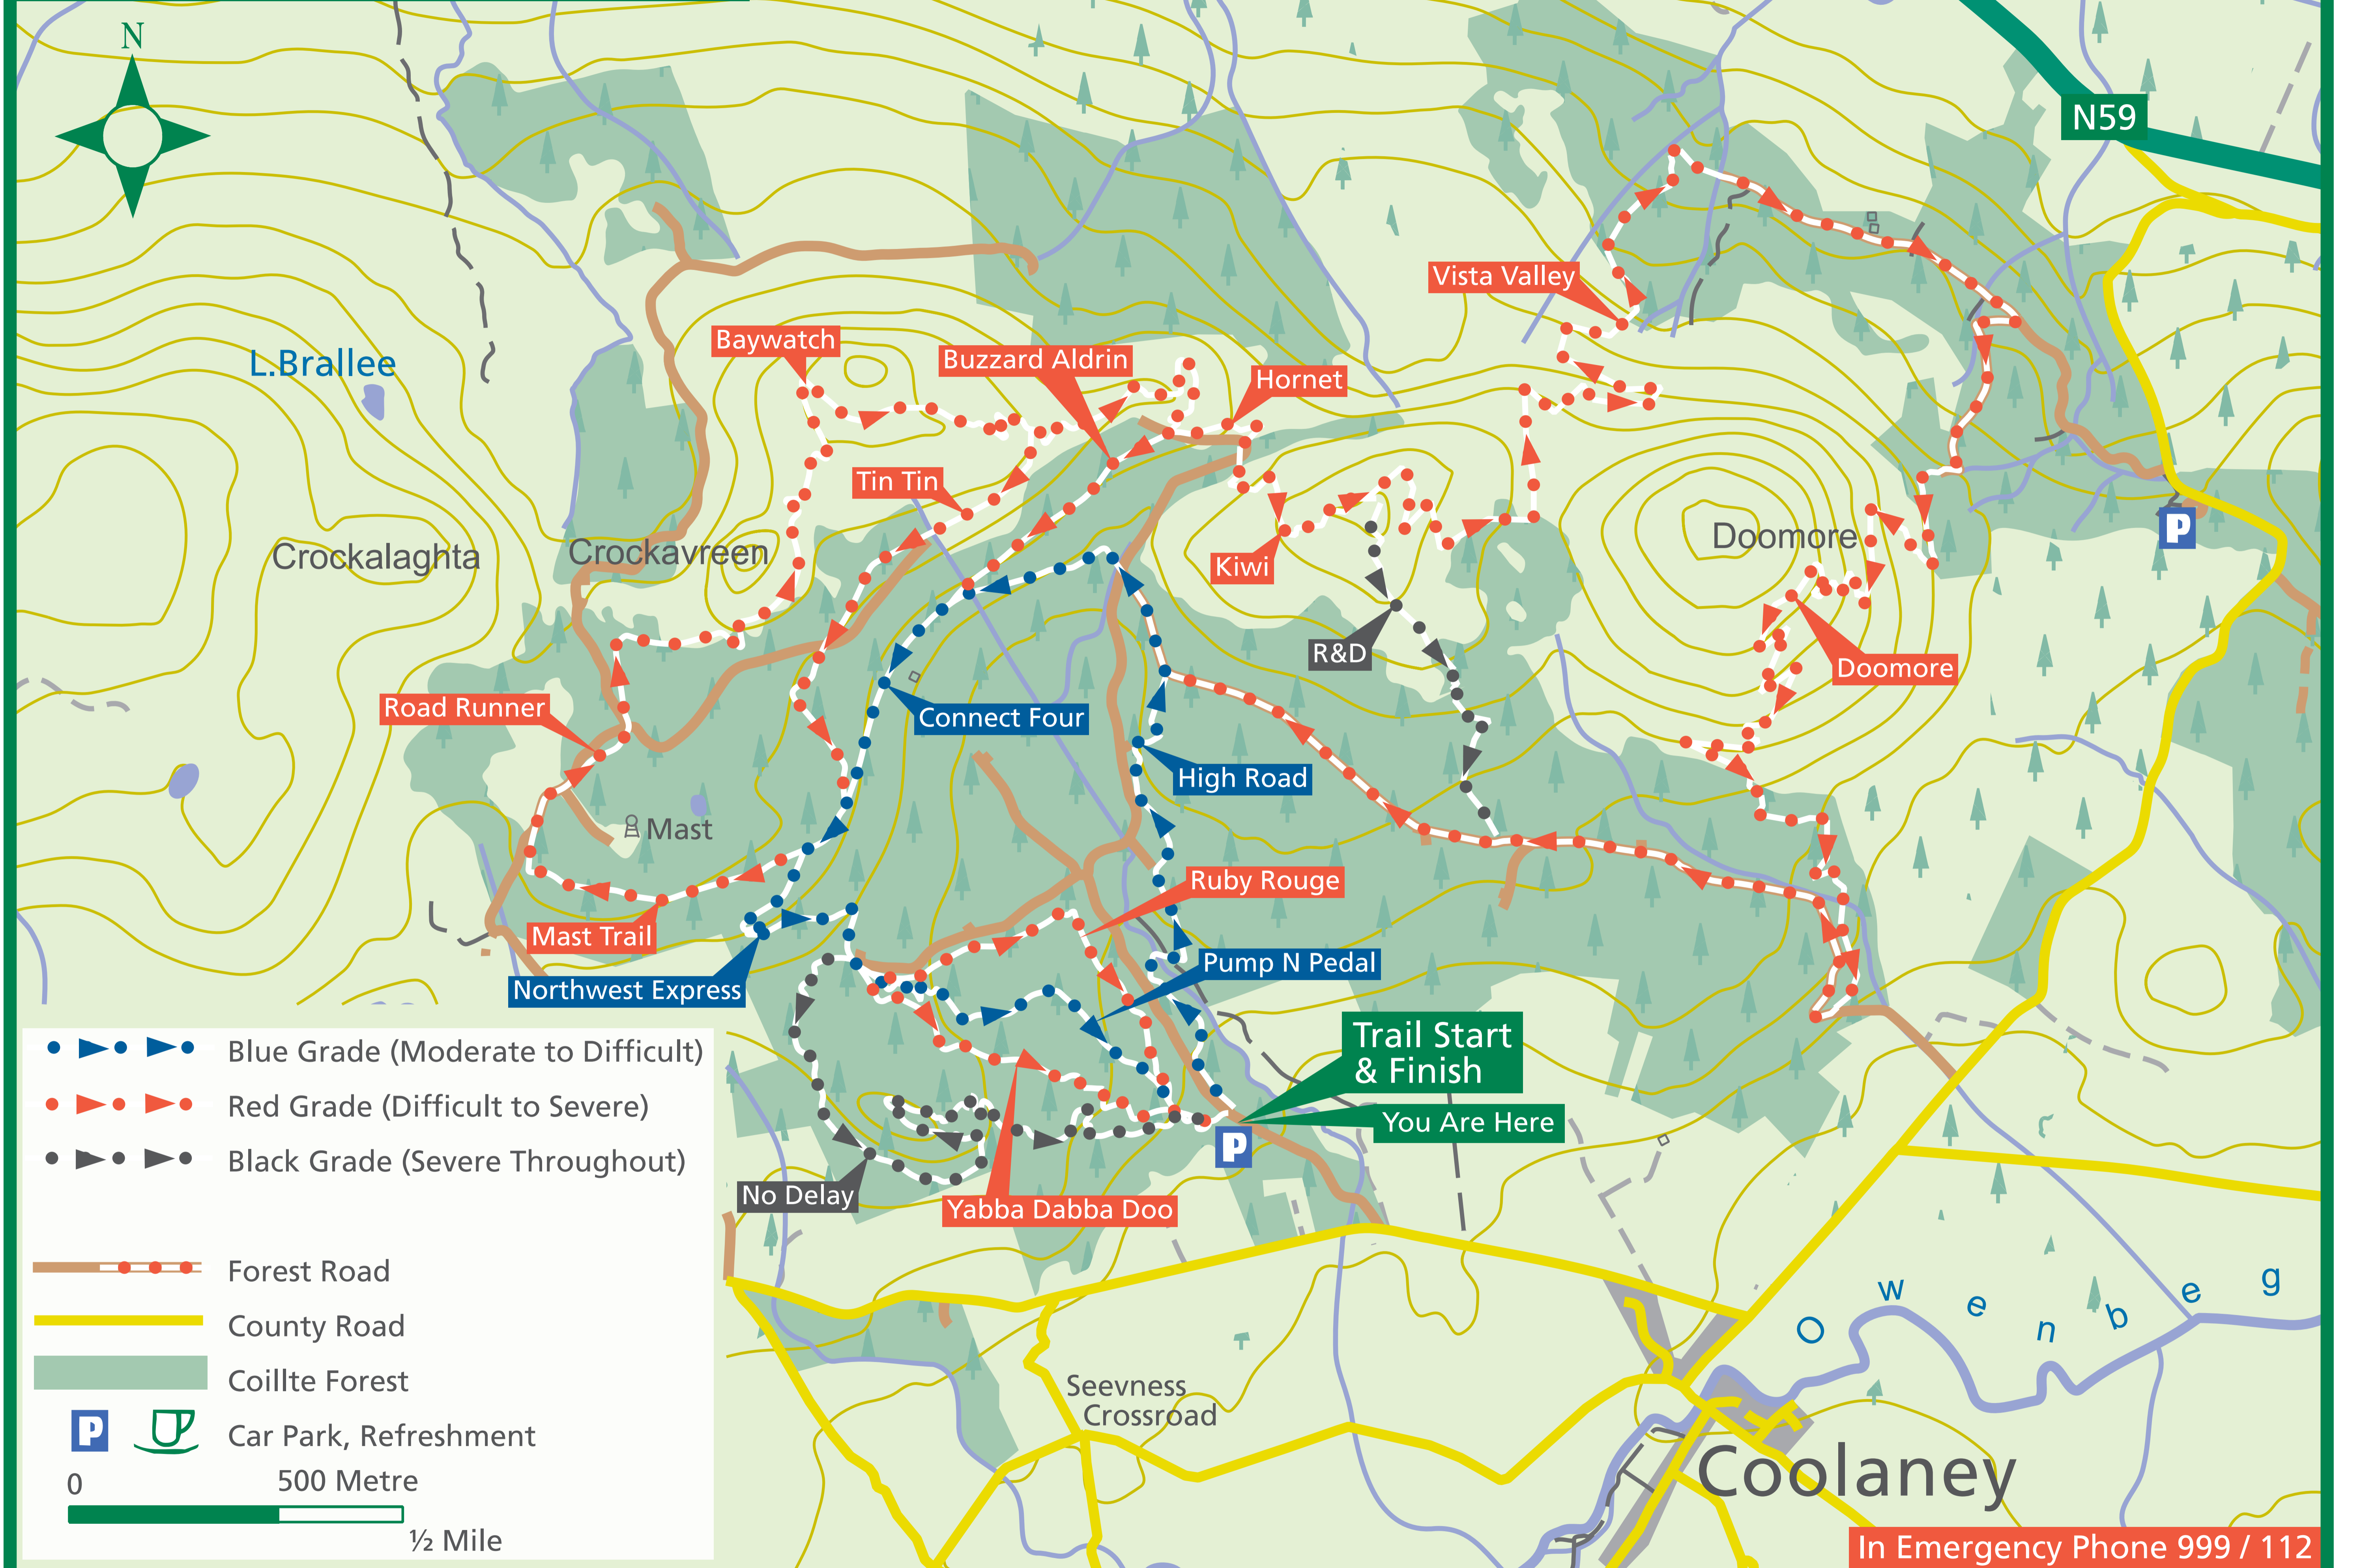 N
N59
Vista Valley
Baywatch
Buzzard Aldrin
L.Brallee
Hornet
Tin Tin
Doomore
Crockalaghta
Crockavreen
Kiwi
P
R&D
Doomore
Road Runner
Connect Four
High Road
Mast
Ruby Rouge
Mast Trail
Pump N Pedal
Northwest Express
Trail Start
& Finish
You Are Here
P
No Delay
Yabba Dabba Doo
Blue Grade (Moderate to Difficult)
Red Grade (Difficult to Severe)
Black Grade (Severe Throughout)
Forest Road
County Road
Coillte Forest
P
Car Park, Refreshment
0
500 Metre
½ Mile
Owenbeg
Seevness
Crossroad
Coolaney
In Emergency Phone 999 / 112